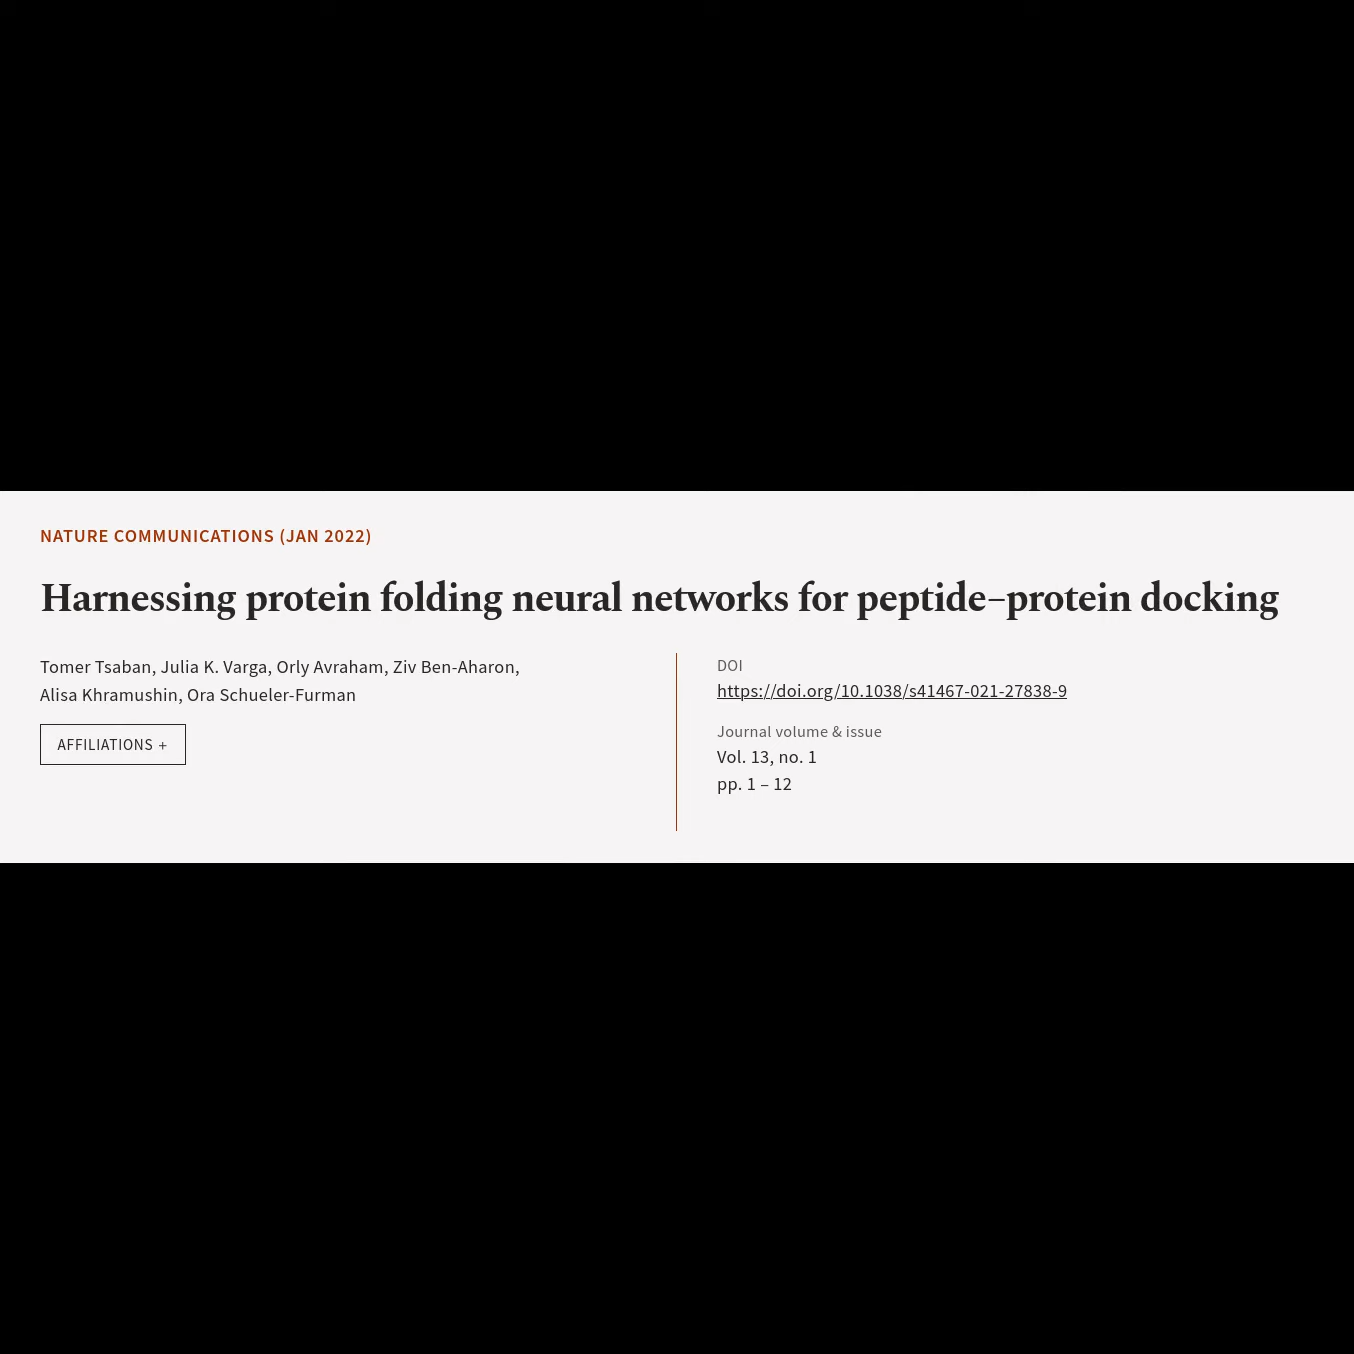 NATURE COMMUNICATIONS (JAN 2022)
Harnessing protein folding neural networks for peptide–protein docking
Tomer Tsaban, Julia K. Varga, Orly Avraham, Ziv Ben-Aharon,
Alisa Khramushin, Ora Schueler-Furman
AFFILIATIONS +
DOI
https://doi.org/10.1038/s41467-021-27838-9
Journal volume & issue
Vol. 13, no. 1
pp. 1 – 12